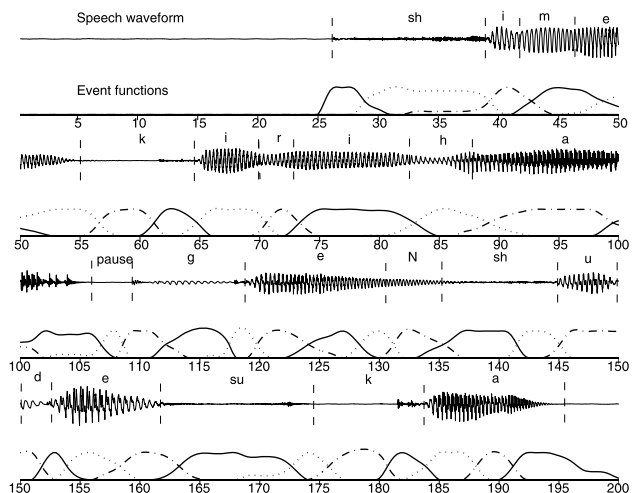 Speech waveform sh i m e
Event functions
5 10 15 20 25 30 35 40 45 50
k i r i h a
50 55 60 65 70 75 80 85 90 95 100
pause g e N sh u
100 105 110 115 120 125 130 135 140 145 150
d e su k a
150 155 160 165 170 175 180 185 190 195 200